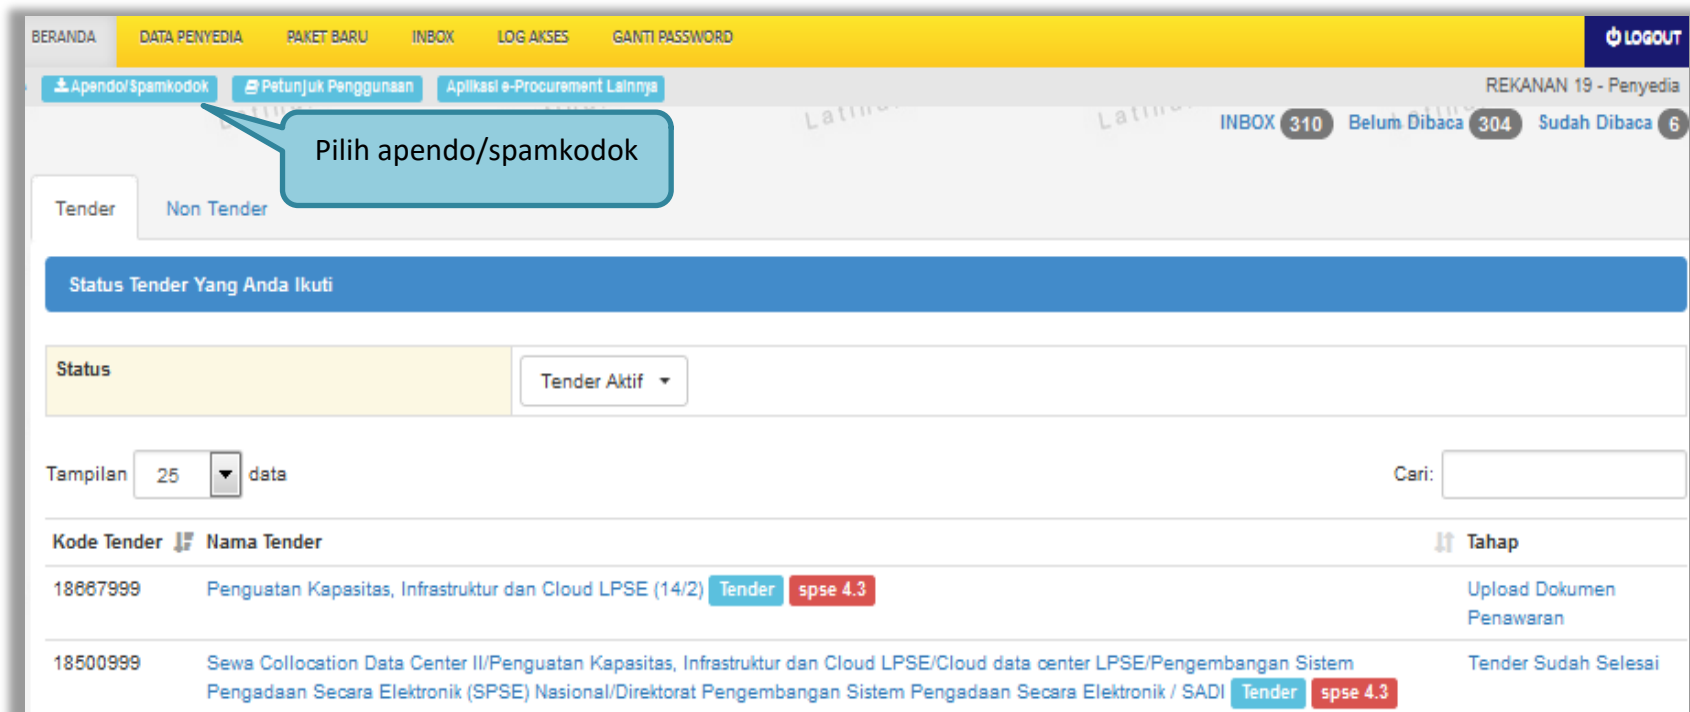 BERANDA DATA PENYEDIA PAKET BARU INBOX LOG AKSES GANTI PASSWORD LOGOUT
Apendo/Spamkodok Petunjuk Penggunaan Aplikasi e-Procurement Lainnya REKANAN 19 - Penyedia
INBOX 310 Belum Dibaca 304 Sudah Dibaca 6
Pilih apendo/spamkodok
Tender Non Tender
Status Tender Yang Anda Ikuti
Status Tender Aktif
Tampilan 25 data Cari:
Kode Tender Nama Tender Tahap
18667999 Penguatan Kapasitas, Infrastruktur dan Cloud LPSE (14/2) Tender spse 4.3 Upload Dokumen
Penawaran
18500999 Sewa Collocation Data Center II/Penguatan Kapasitas, Infrastruktur dan Cloud LPSE/Cloud data center LPSE/Pengembangan Sistem Tender Sudah Selesai
Pengadaan Secara Elektronik (SPSE) Nasional/Direktorat Pengembangan Sistem Pengadaan Secara Elektronik / SADI Tender spse 4.3